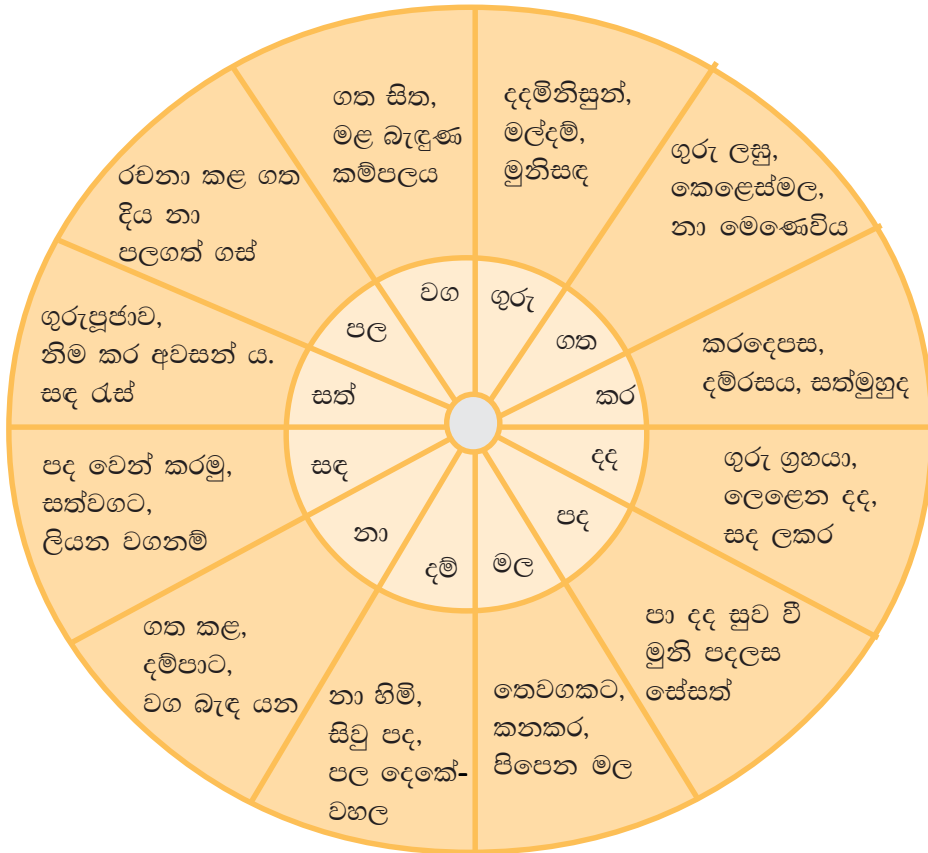 ගත සිත,
මළ බැඳුණ
කම්පලය
දදමිනිසුන්,
මල්දම්,
මුනිසඳ
ගුරු ලඝු,
කෙළෙස්මල,
නා මෙණෙවිය
කරදෙපස,
දම්රසය, සත්මුහුද
ගුරු ග්‍රහයා,
ලෙළෙන දද,
සද ලකර
පා දද සුව වී
මුනි පදලස
සේසත්
තෙවගකට,
කනකර,
පිපෙන මල
නා හිමි,
සිවු පද,
පල දෙකේ-
වහල
ගත කළ,
දම්පාට,
වග බැඳ යන
පද වෙන් කරමු,
සත්වගට,
ලියන වගනම්
ගුරුපූජාව,
නිම කර අවසන් ය.
සඳ රැස්
රචනා කළ ගත
දිය නා
පලගත් ගස්
වග
ගුරු
ගත
කර
දද
පද
මල
දම්
නා
සඳ
සත්
පල